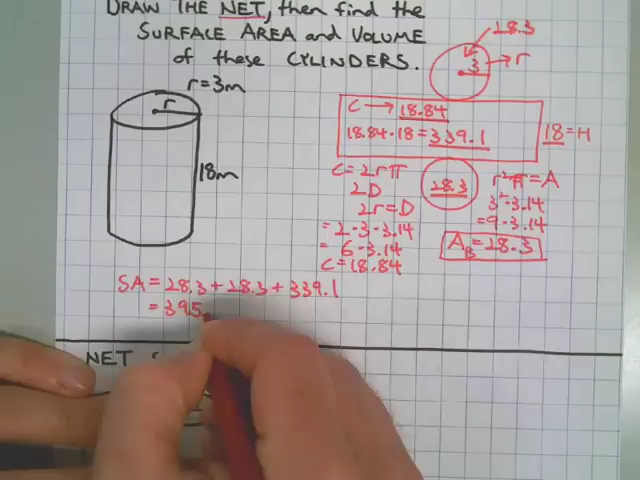 DRAW THE NET, then find the
SURFACE AREA and VOLUME
of these CYLINDERS.
r=3m
r
18m
28.3
3
r
C → 18.84
18.84·18=339.1
18=H
C=2rπ
2D
2r=D
=2·3·3.14
=6·3.14
C=18.84
28.3
r²π=A
3²·3.14
=9·3.14
A_B=28.3
SA=28.3+28.3+339.1
=395.
NET